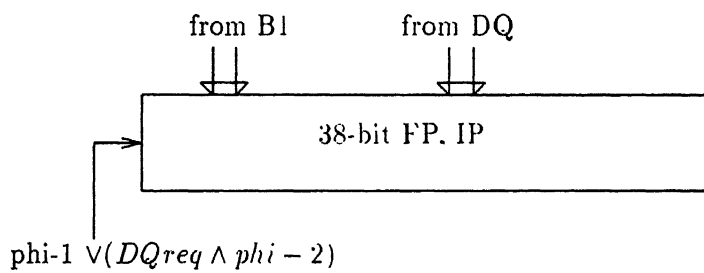 from B1 from DQ
38-bit FP, IP
phi-1 ∨(DQreq ∧ phi − 2)